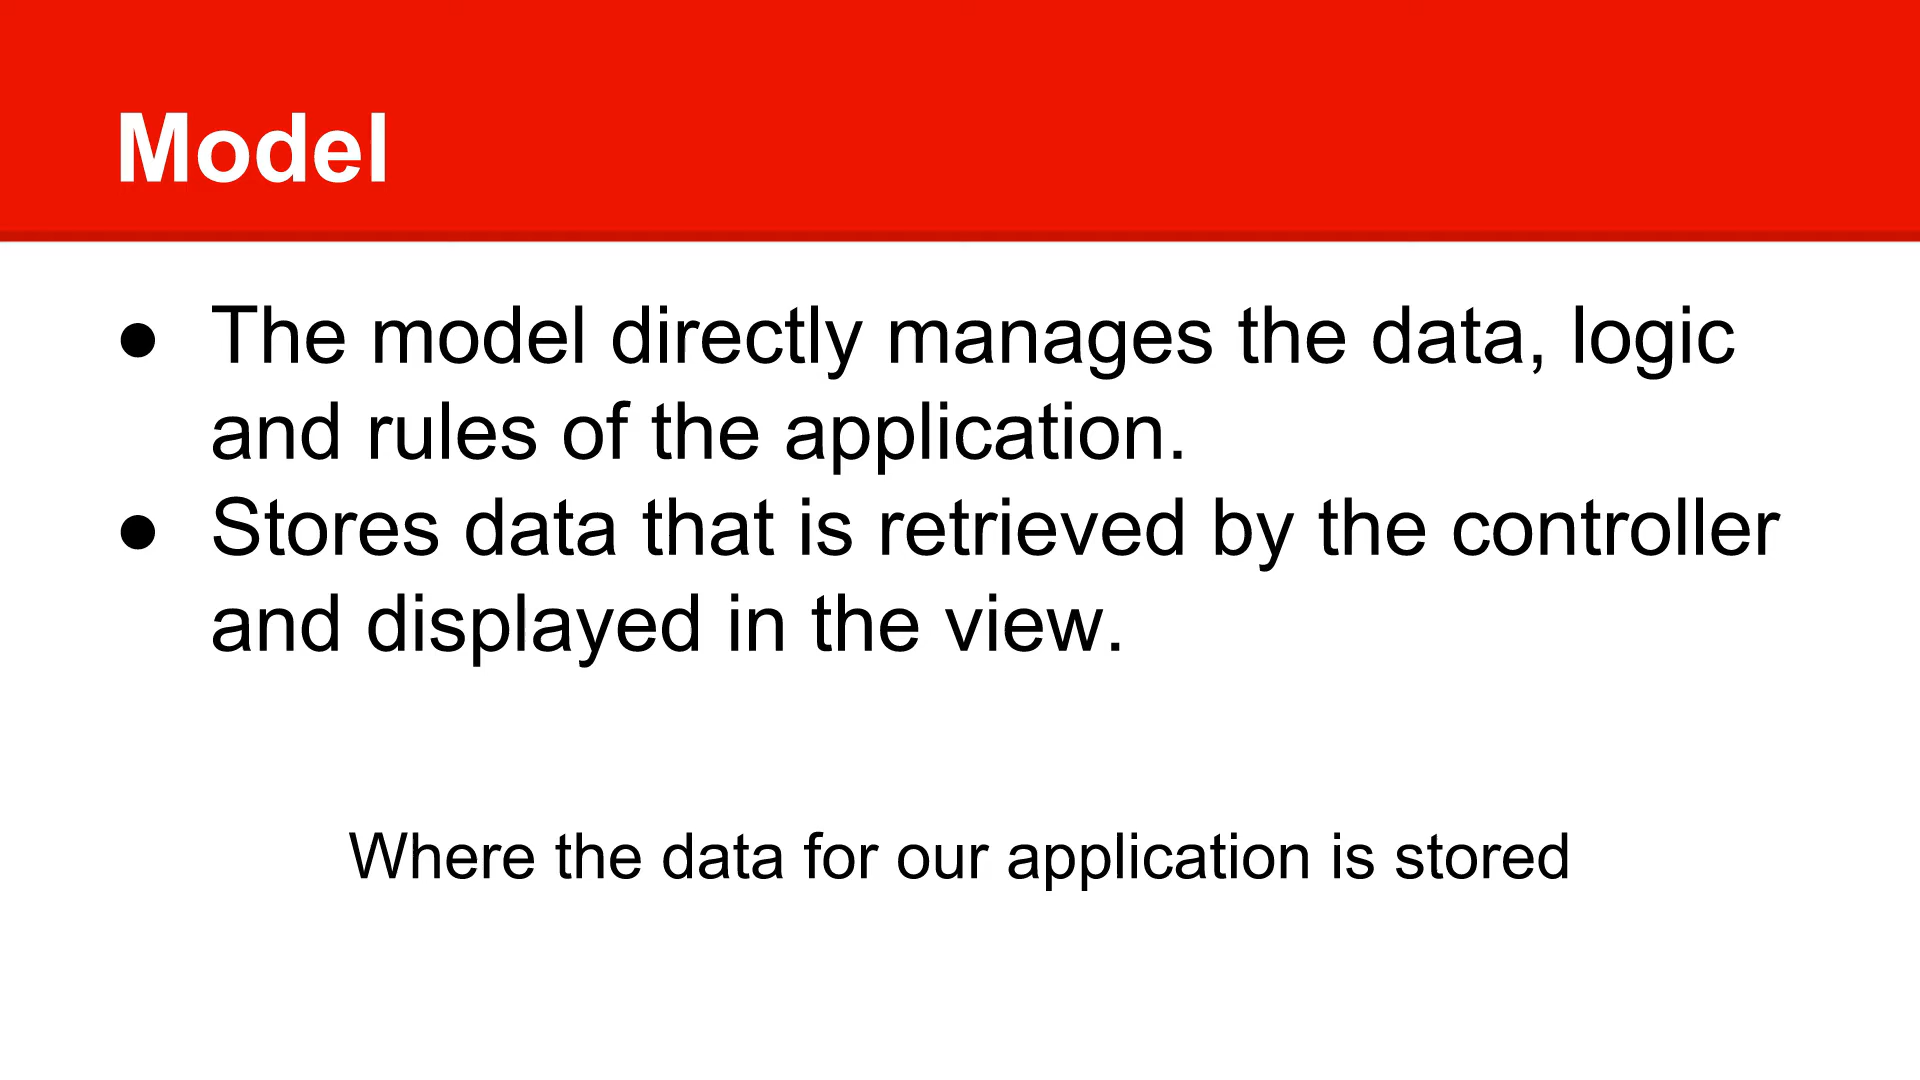 Model
● The model directly manages the data, logic
and rules of the application.
● Stores data that is retrieved by the controller
and displayed in the view.
Where the data for our application is stored